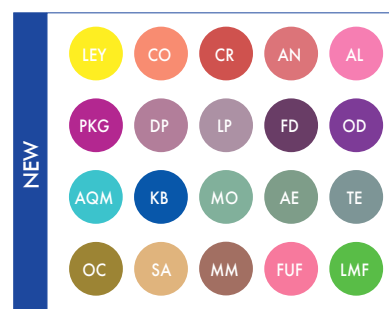 NEW
LEY CO CR AN AL
PKG DP LP FD OD
AQM KB MO AE TE
OC SA MM FUF LMF